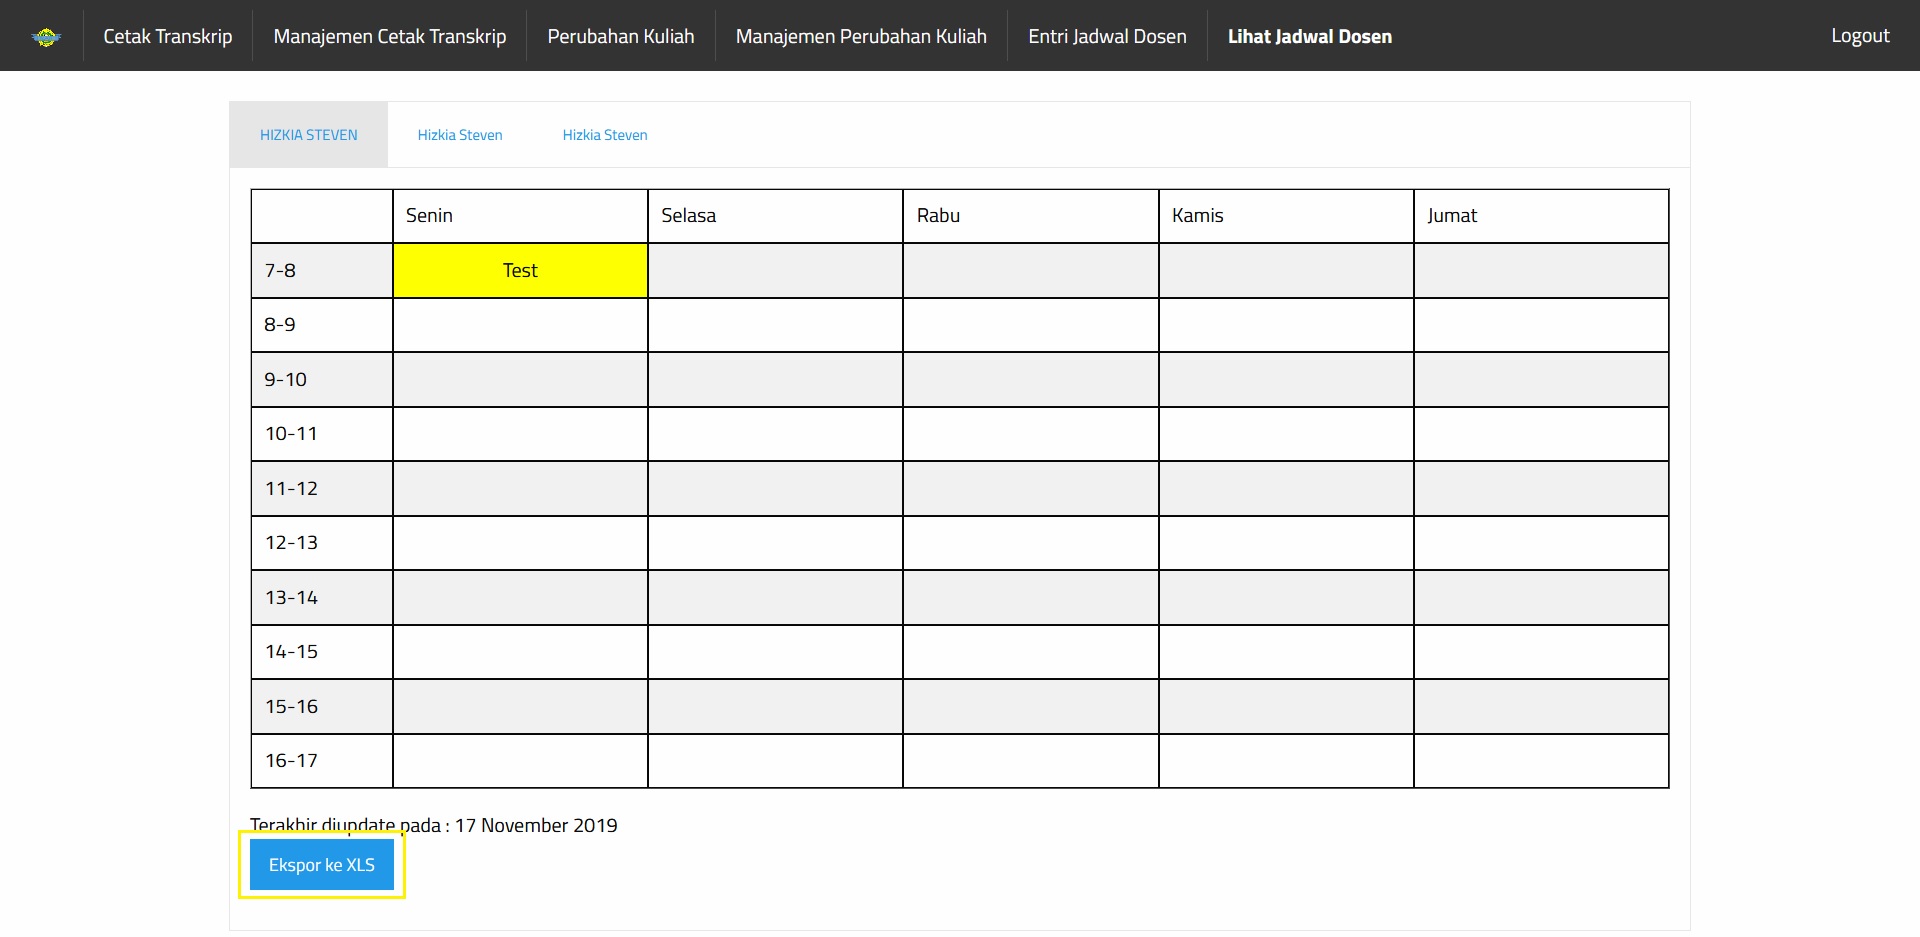 Cetak Transkrip Manajemen Cetak Transkrip Perubahan Kuliah Manajemen Perubahan Kuliah Entri Jadwal Dosen Lihat Jadwal Dosen Logout
HIZKIA STEVEN Hizkia Steven Hizkia Steven
Senin Selasa Rabu Kamis Jumat
7-8 Test
8-9
9-10
10-11
11-12
12-13
13-14
14-15
15-16
16-17
Terakhir diupdate pada : 17 November 2019
Ekspor ke XLS